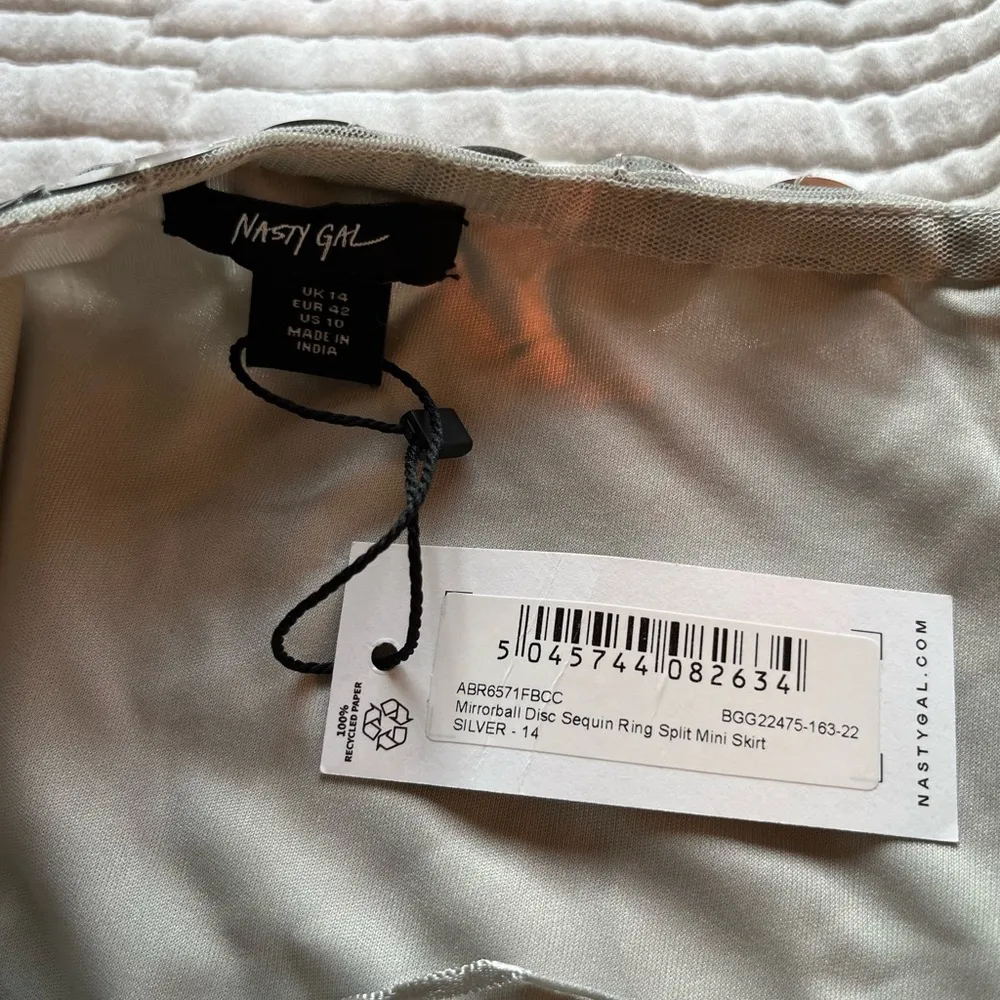 NASTY GAL
UK 14
EUR 42
US 10
MADE IN
INDIA
5 045744 082634
ABR6571FBCC
BGG22475-163-22
Mirrorball Disc Sequin Ring Split Mini Skirt
SILVER - 14
100%
RECYCLED PAPER
NASTYGAL.COM